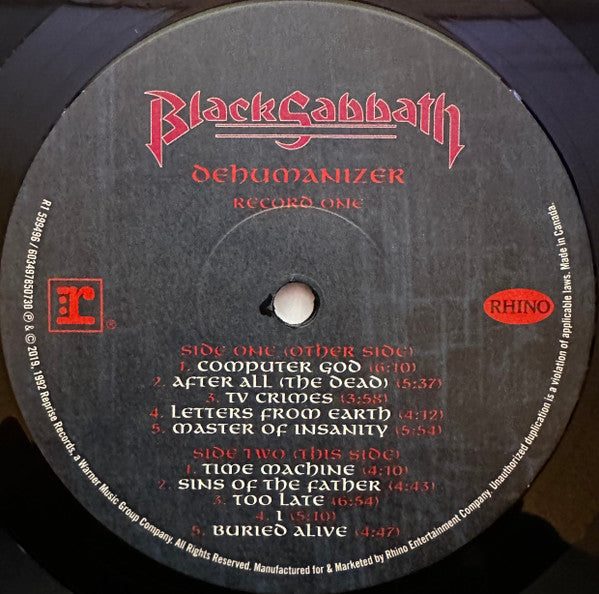 Black Sabbath
DEHUMANIZER
RECORD ONE
r®
RHINO
SIDE ONE (OTHER SIDE)
1. COMPUTER GOD (6:10)
2. AFTER ALL (THE DEAD) (5:37)
3. TV CRIMES (3:58)
4. LETTERS FROM EARTH (4:12)
5. MASTER OF INSANITY (5:54)
SIDE TWO (THIS SIDE)
1. TIME MACHINE (4:10)
2. SINS OF THE FATHER (4:43)
3. TOO LATE (6:54)
4. I (5:10)
5. BURIED ALIVE (4:47)
R1 599496 / 603497850730 ℗ & © 2019, 1992 Reprise Records, a Warner Music Group Company. All Rights Reserved. Manufactured for & Marketed by Rhino Entertainment Company. Unauthorized duplication is a violation of applicable laws. Made in Canada.